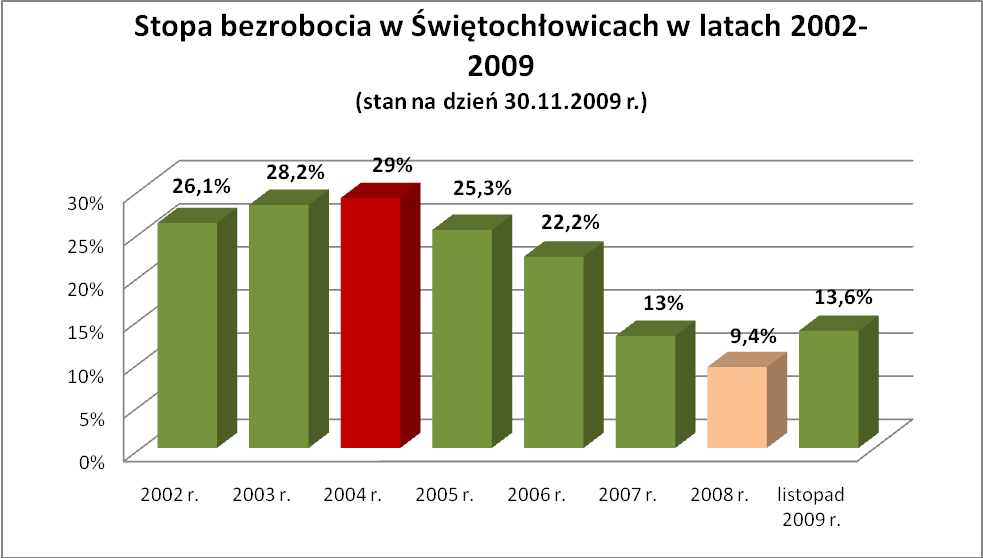 Stopa bezrobocia w Świętochłowicach w latach 2002-
2009
(stan na dzień 30.11.2009 r.)
30%
25%
20%
15%
10%
5%
0%
26,1%
28,2%
29%
25,3%
22,2%
13%
9,4%
13,6%
2002 r.
2003 r.
2004 r.
2005 r.
2006 r.
2007 r.
2008 r.
listopad
2009 r.